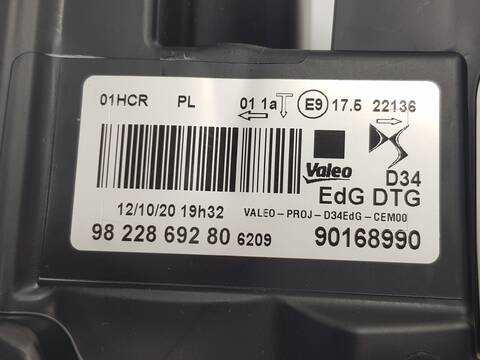 01HCR PL 01 1a E9 17.5 22136
Valeo D34
EdG DTG
12/10/20 19h32 VALEO-PROJ-D34EdG-CEM00
98 228 692 80 6209 90168990